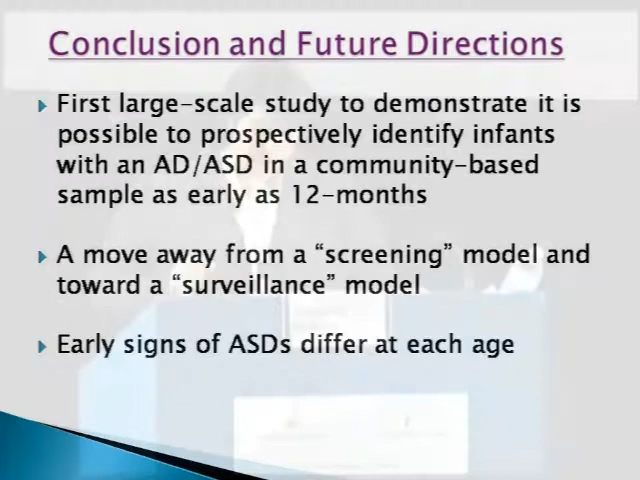 Conclusion and Future Directions
First large-scale study to demonstrate it is
possible to prospectively identify infants
with an AD/ASD in a community-based
sample as early as 12-months
A move away from a “screening” model and
toward a “surveillance” model
Early signs of ASDs differ at each age